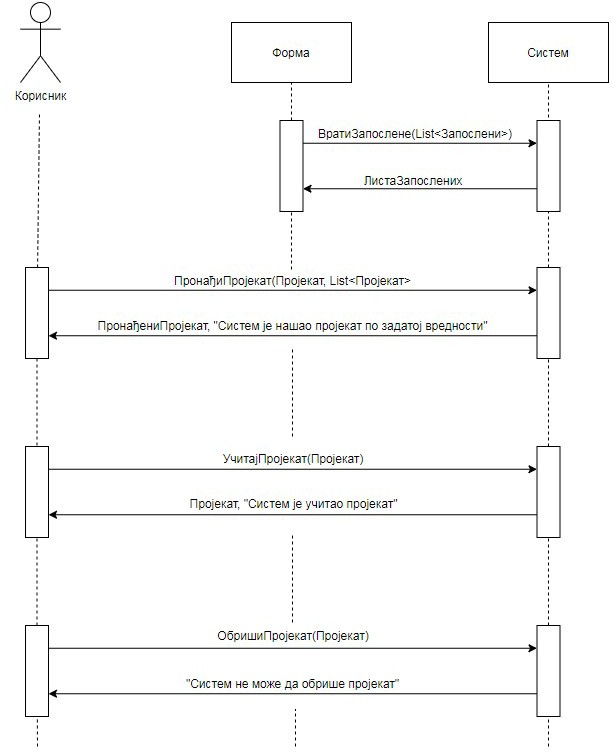 Форма
Систем
Корисник
ВратиЗапослене(List<Запослени>)
ЛистаЗапослених
ПронађиПројекат(Пројекат, List<Пројекат>
ПронађениПројекат, "Систем је нашао пројекат по задатој вредности"
УчитајПројекат(Пројекат)
Пројекат, "Систем је учитао пројекат"
ОбришиПројекат(Пројекат)
"Систем не може да обрише пројекат"